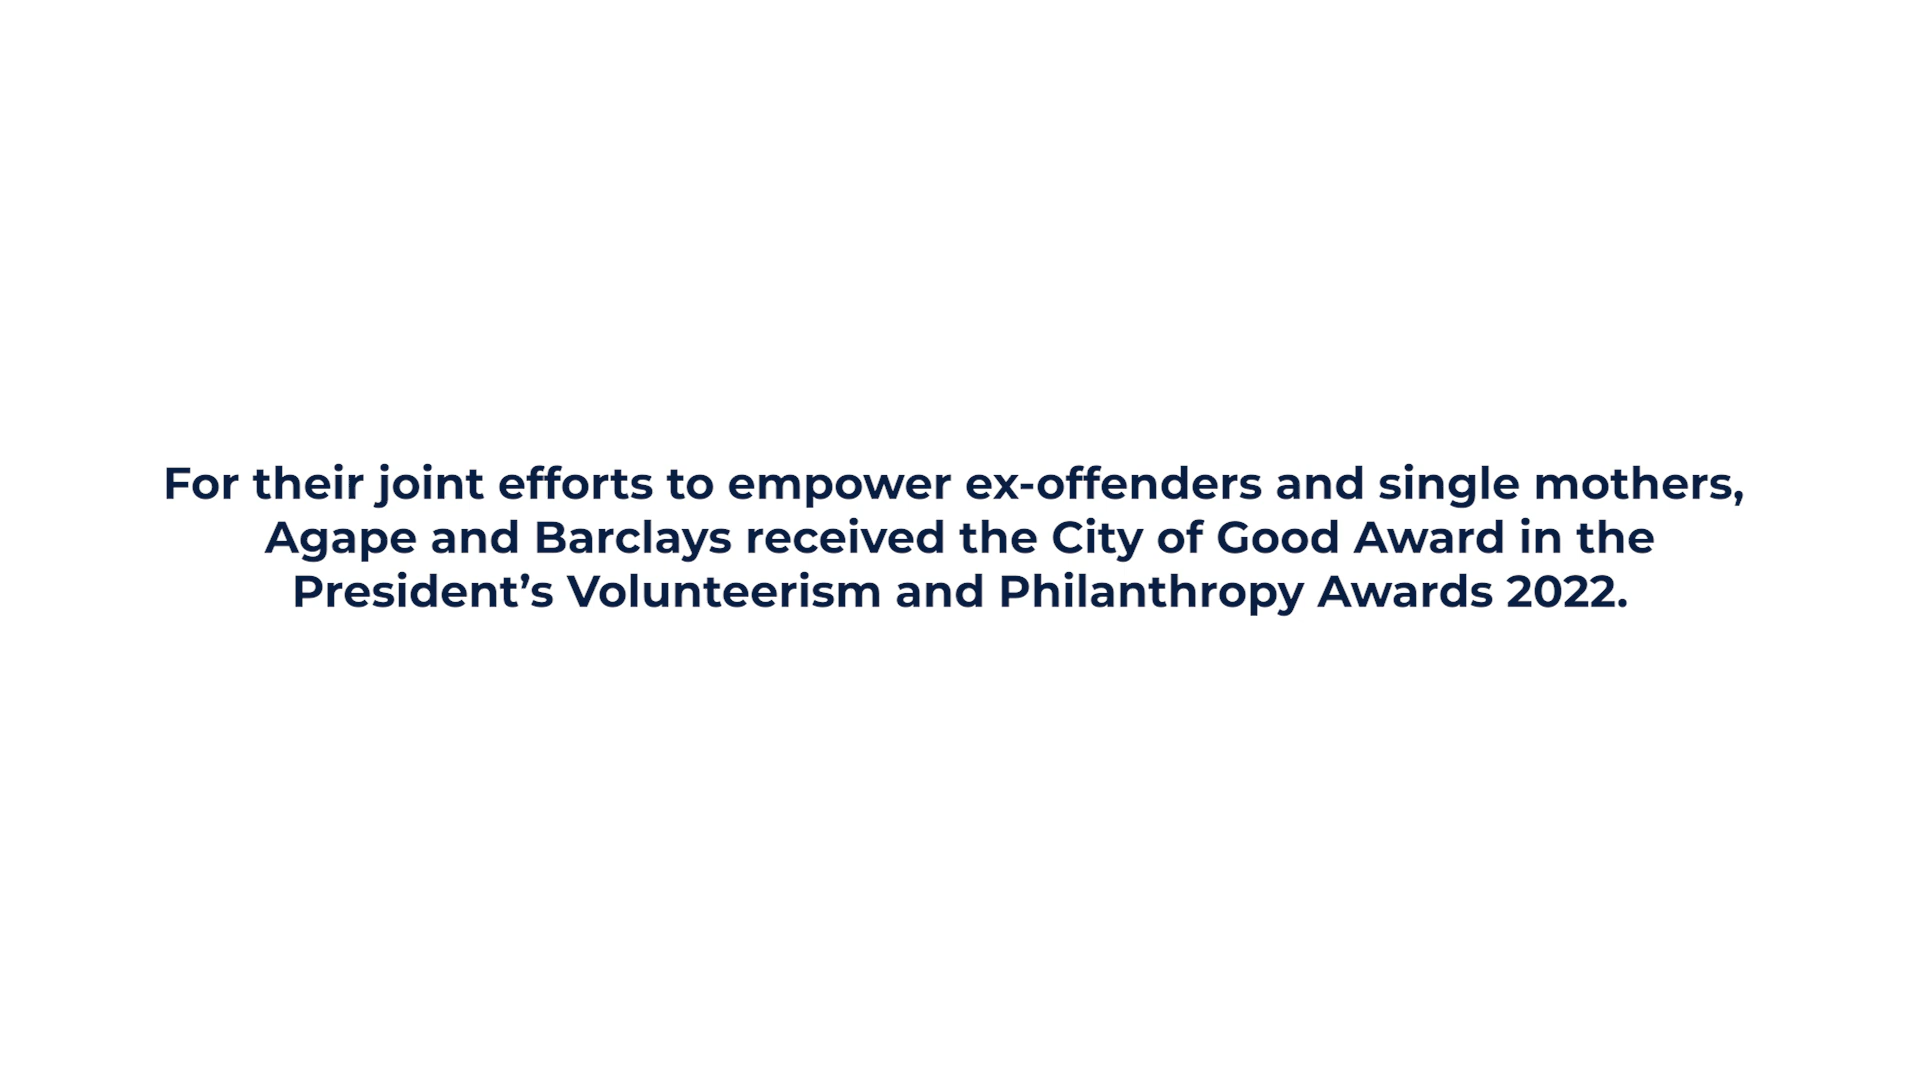 For their joint efforts to empower ex-offenders and single mothers,
Agape and Barclays received the City of Good Award in the
President’s Volunteerism and Philanthropy Awards 2022.